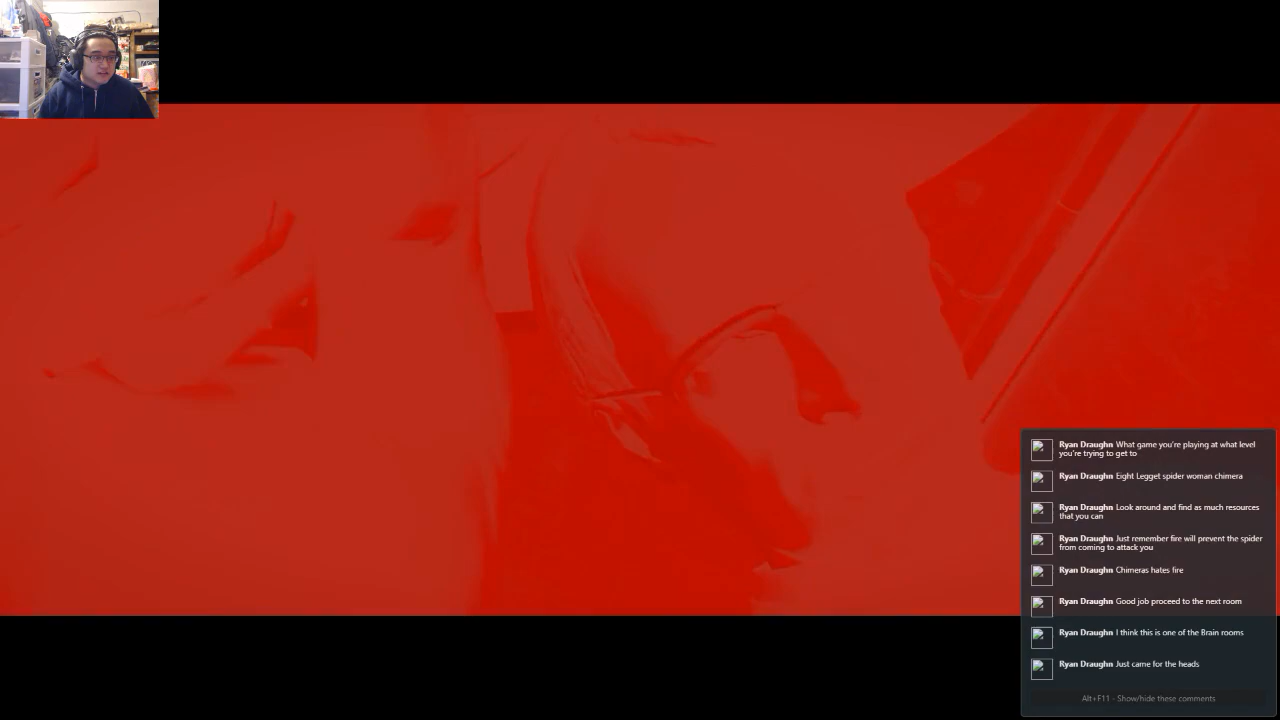 Ryan Draughn What game you're playing at what level
you're trying to get to
Ryan Draughn Eight Legget spider woman chimera
Ryan Draughn Look around and find as much resources
that you can
Ryan Draughn Just remember fire will prevent the spider
from coming to attack you
Ryan Draughn Chimeras hates fire
Ryan Draughn Good job proceed to the next room
Ryan Draughn I think this is one of the Brain rooms
Ryan Draughn Just came for the heads
Alt+F11 - Show/hide these comments